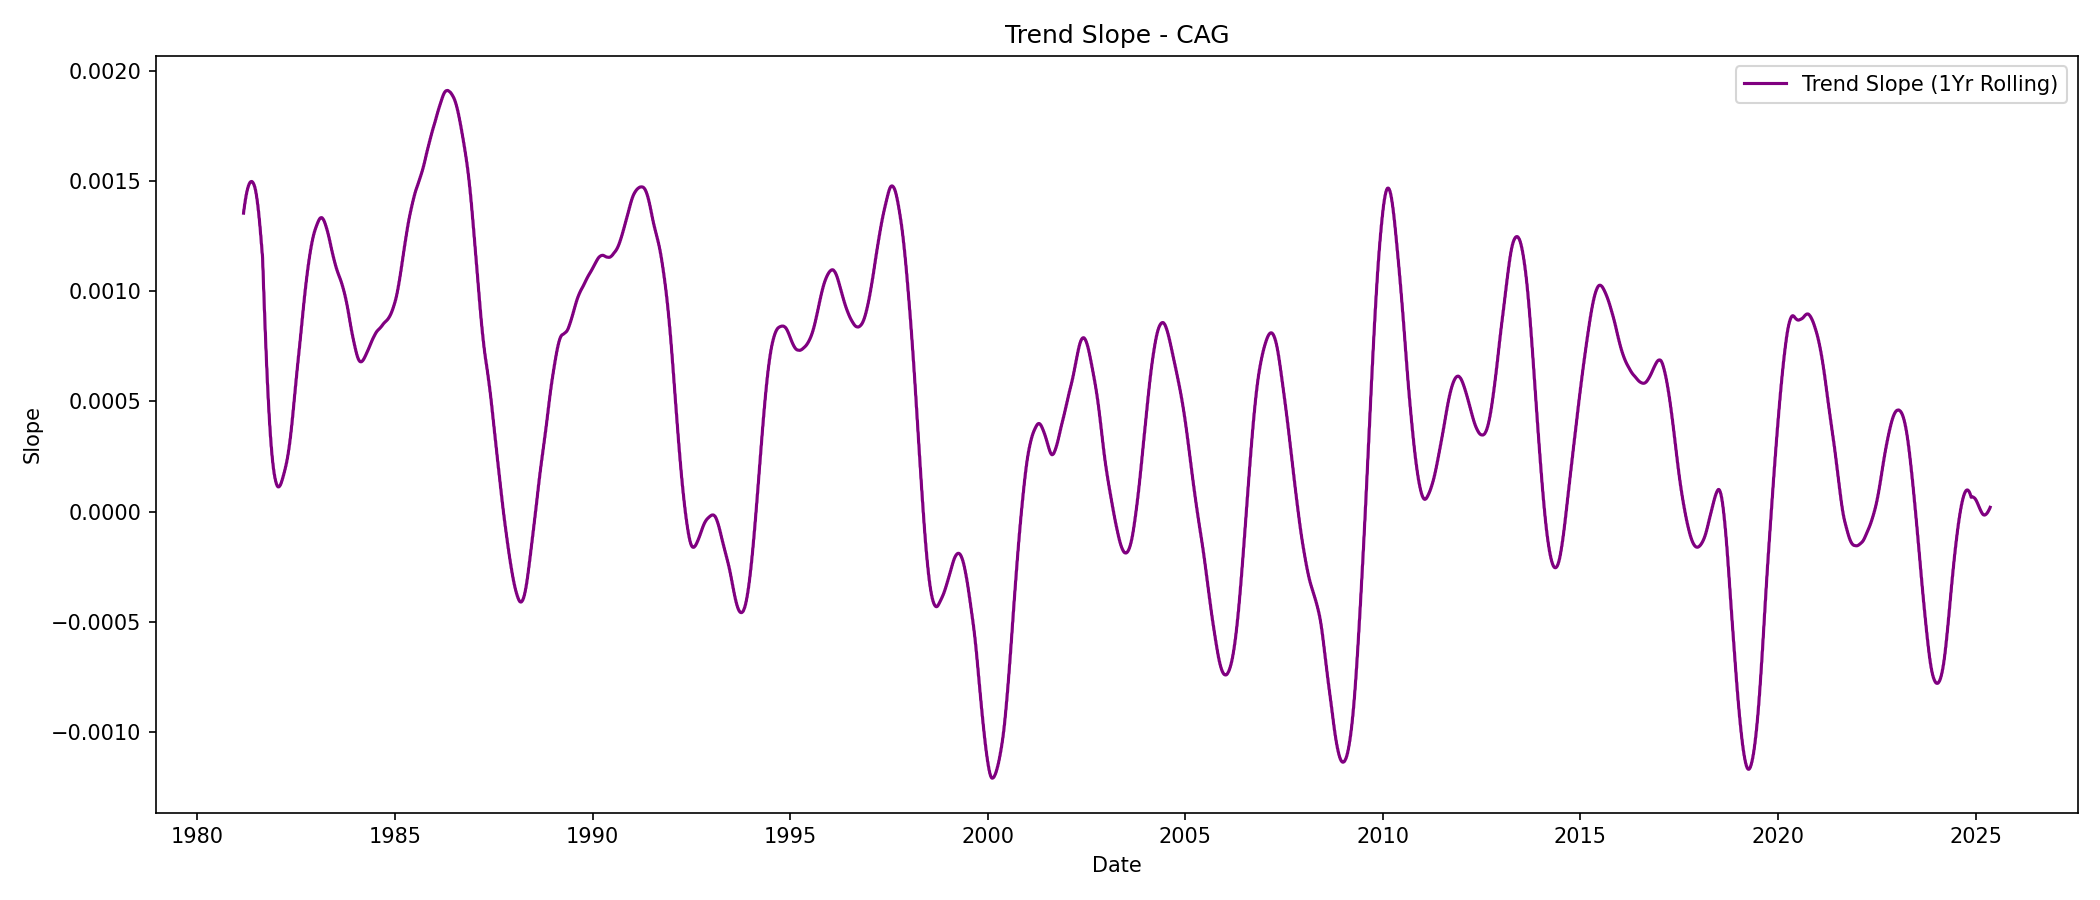 Trend Slope - CAG
Trend Slope (1Yr Rolling)
0.0020
0.0015
0.0010
0.0005
0.0000
−0.0005
−0.0010
Slope
1980 1985 1990 1995 2000 2005 2010 2015 2020 2025
Date